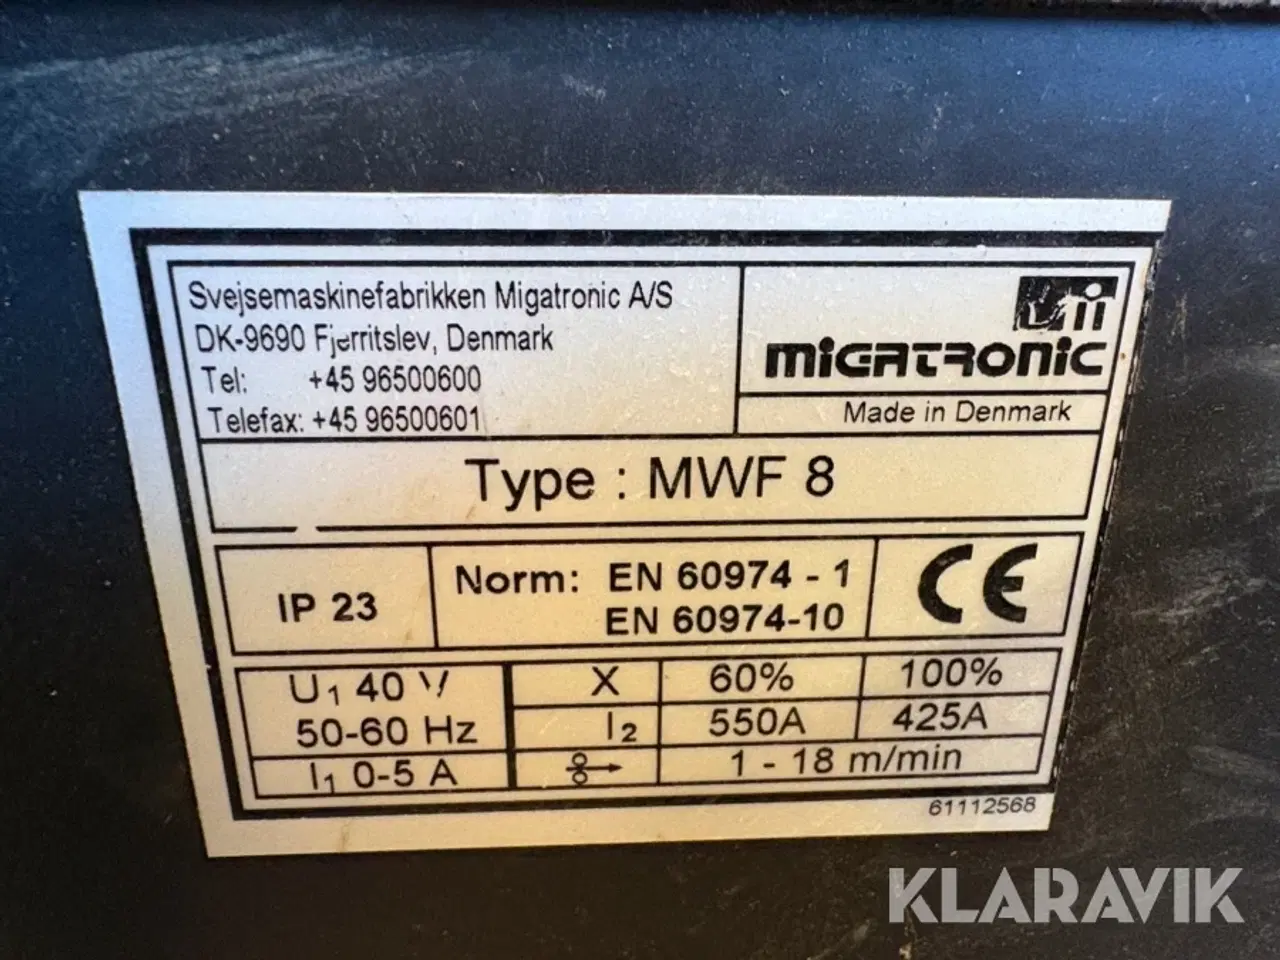 Svejsemaskinefabrikken Migatronic A/S
DK-9690 Fjerritslev, Denmark
Tel: +45 96500600
Telefax: +45 96500601
MIGATRONIC
Made in Denmark
Type : MWF 8
IP 23
Norm: EN 60974 - 1
EN 60974-10
CE
U1 40 V
50-60 Hz
I1 0-5 A
X 60% 100%
I2 550A 425A
1 - 18 m/min
61112568
KLARAVIK